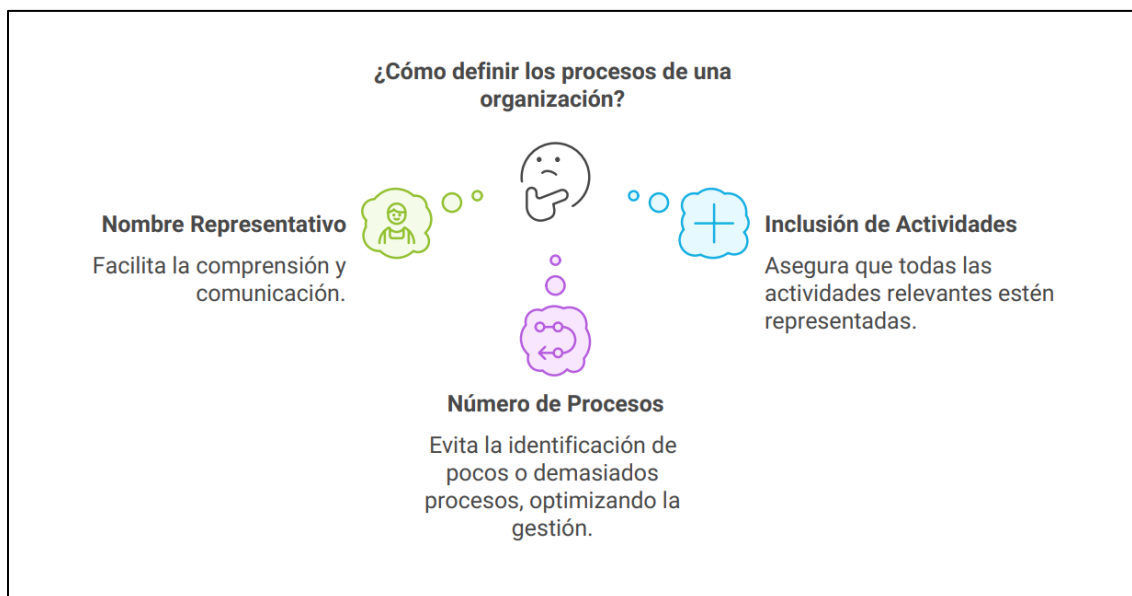 ¿Cómo definir los procesos de una
organización?
Nombre Representativo
Facilita la comprensión y
comunicación.
Inclusión de Actividades
Asegura que todas las
actividades relevantes estén
representadas.
Número de Procesos
Evita la identificación de
pocos o demasiados
procesos, optimizando la
gestión.